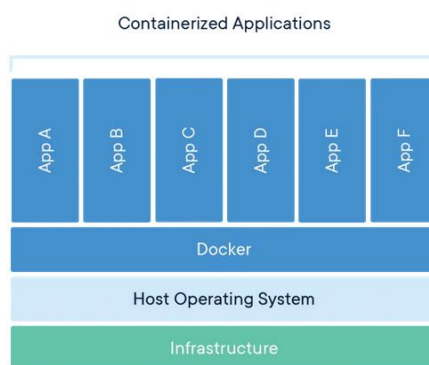 Containerized Applications
App A
App B
App C
App D
App E
App F
Docker
Host Operating System
Infrastructure